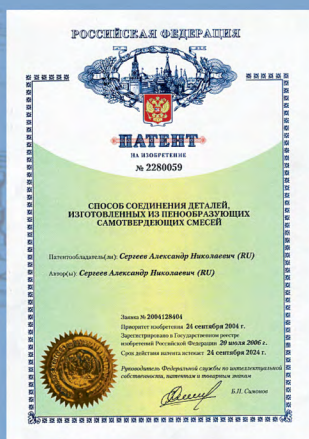 РОССИЙСКАЯ ФЕДЕРАЦИЯ
ПАТЕНТ
НА ИЗОБРЕТЕНИЕ
№ 2280059
СПОСОБ СОЕДИНЕНИЯ ДЕТАЛЕЙ,
ИЗГОТОВЛЕННЫХ ИЗ ПЕНООБРАЗУЮЩИХ
САМОТВЕРДЕЮЩИХ СМЕСЕЙ
Патентообладатель(ли): Сергеев Александр Николаевич (RU)
Автор(ы): Сергеев Александр Николаевич (RU)
Заявка № 2004128404
Приоритет изобретения 24 сентября 2004 г.
Зарегистрировано в Государственном реестре
изобретений Российской Федерации 20 июля 2006 г.
Срок действия патента истекает 24 сентября 2024 г.
Руководитель Федеральной службы по интеллектуальной
собственности, патентам и товарным знакам
Б.П. Симонов